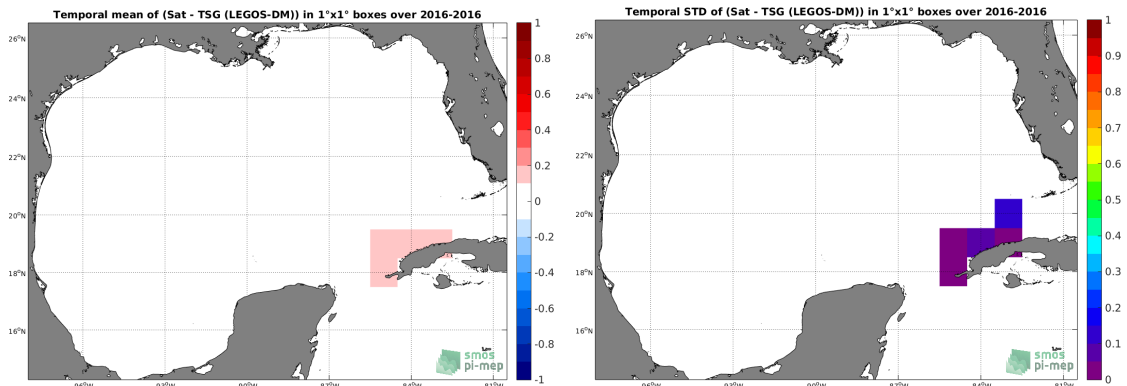 Temporal mean of (Sat - TSG (LEGOS-DM)) in 1°x1° boxes over 2016-2016
26°N
24°N
22°N
20°N
18°N
16°N
1
0.8
0.6
0.4
0.2
0
-0.2
-0.4
-0.6
-0.8
-1
smos
pi-mep
Temporal STD of (Sat - TSG (LEGOS-DM)) in 1°x1° boxes over 2016-2016
26°N
24°N
22°N
20°N
18°N
16°N
1
0.9
0.8
0.7
0.6
0.5
0.4
0.3
0.2
0.1
0
smos
pi-mep